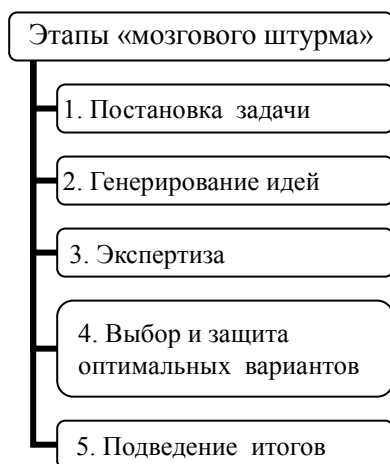 Этапы «мозгового штурма»
1. Постановка задачи
2. Генерирование идей
3. Экспертиза
4. Выбор и защита
оптимальных вариантов
5. Подведение итогов